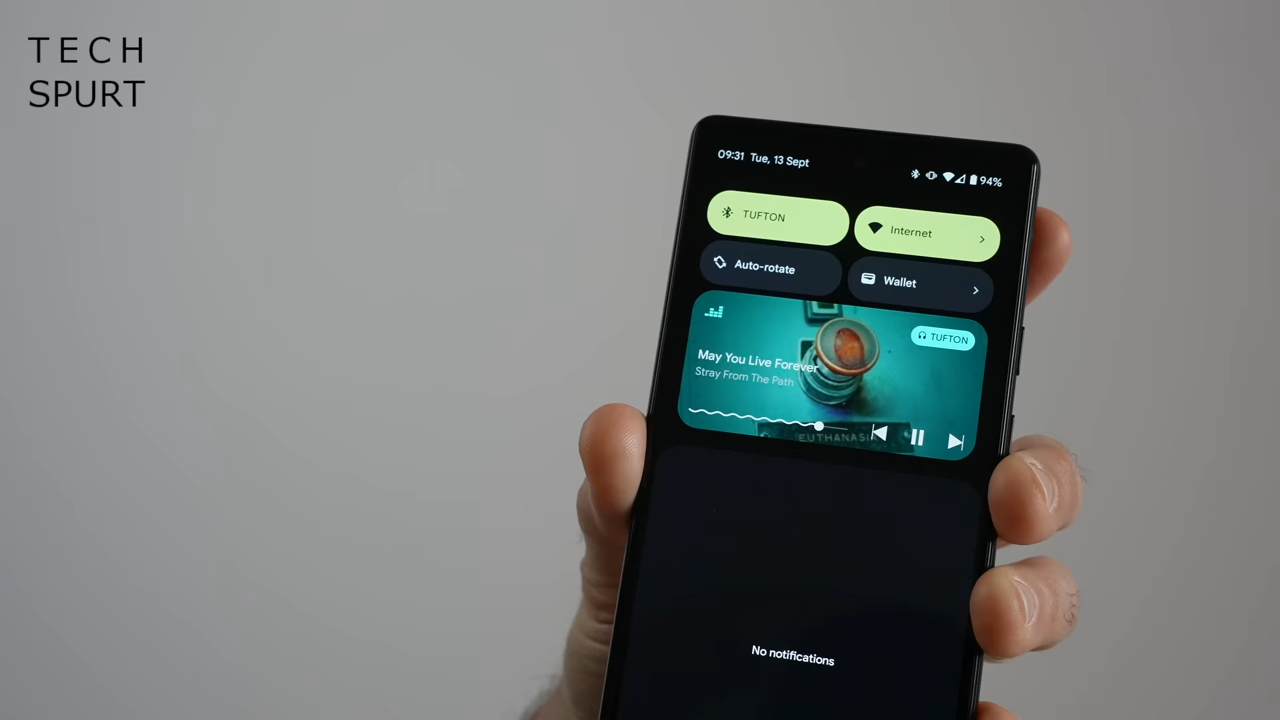 TECH
SPURT
09:31 Tue, 13 Sept
94%
TUFTON
Internet
Auto-rotate
Wallet
TUFTON
May You Live Forever
Stray From The Path
EUTHANASIA
No notifications